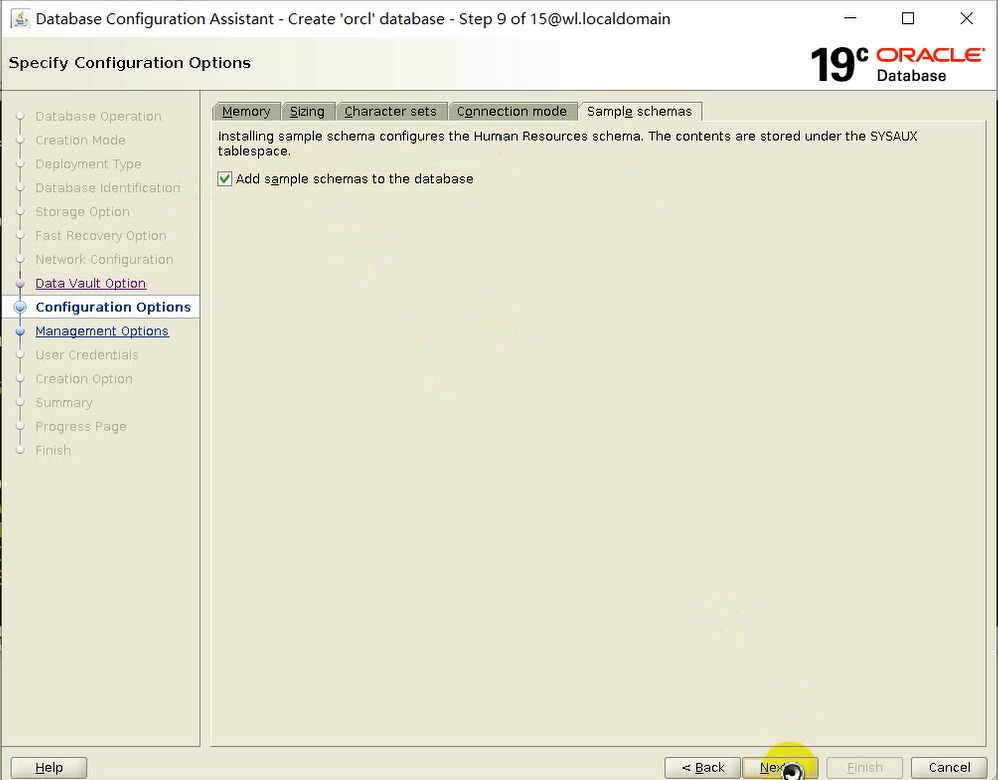 Database Configuration Assistant - Create 'orcl' database - Step 9 of 15@wl.localdomain
Specify Configuration Options
19c ORACLE
Database
Database Operation
Creation Mode
Deployment Type
Database Identification
Storage Option
Fast Recovery Option
Network Configuration
Data Vault Option
Configuration Options
Management Options
User Credentials
Creation Option
Summary
Progress Page
Finish
Memory Sizing Character sets Connection mode Sample schemas
Installing sample schema configures the Human Resources schema. The contents are stored under the SYSAUX
tablespace.
Add sample schemas to the database
Help < Back Next Finish Cancel